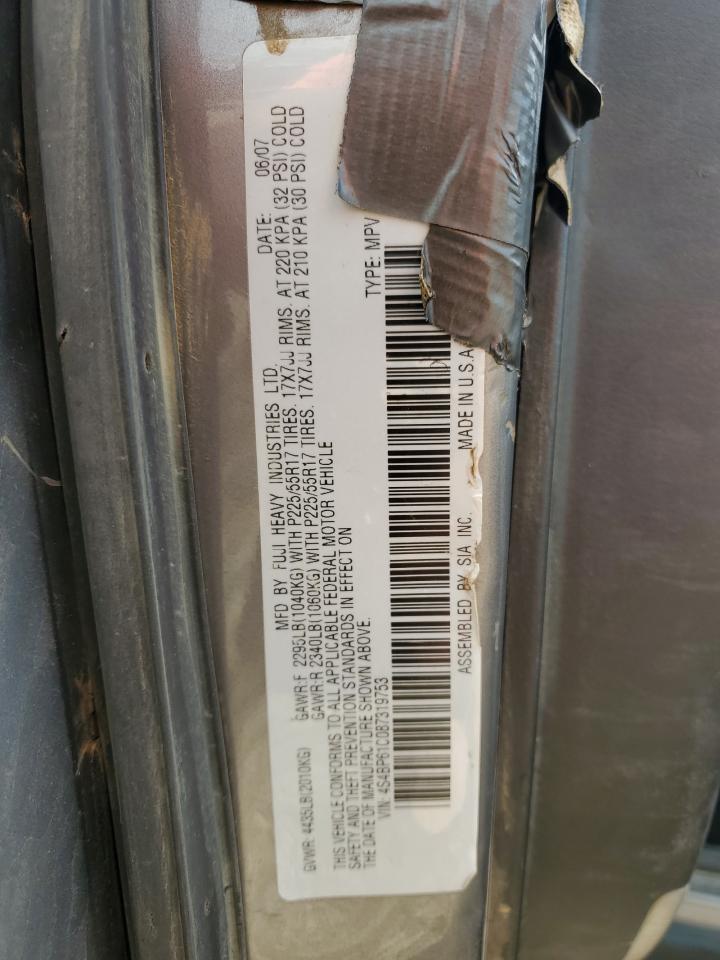 MFD BY FUJI HEAVY INDUSTRIES LTD. DATE: 06/07
GVWR: 4435LB(2010KG) GAWR:F 2295LB(1040KG) WITH P225/55R17 TIRES. 17X7JJ RIMS. AT 220 KPA (32 PSI) COLD
GAWR:R 2340LB(1060KG) WITH P225/55R17 TIRES. 17X7JJ RIMS. AT 210 KPA (30 PSI) COLD
THIS VEHICLE CONFORMS TO ALL APPLICABLE FEDERAL MOTOR VEHICLE
SAFETY AND THEFT PREVENTION STANDARDS IN EFFECT ON
THE DATE OF MANUFACTURE SHOWN ABOVE.
VIN: 4S4BP61C087319753 TYPE: MPV
ASSEMBLED BY SIA INC. MADE IN U.S.A